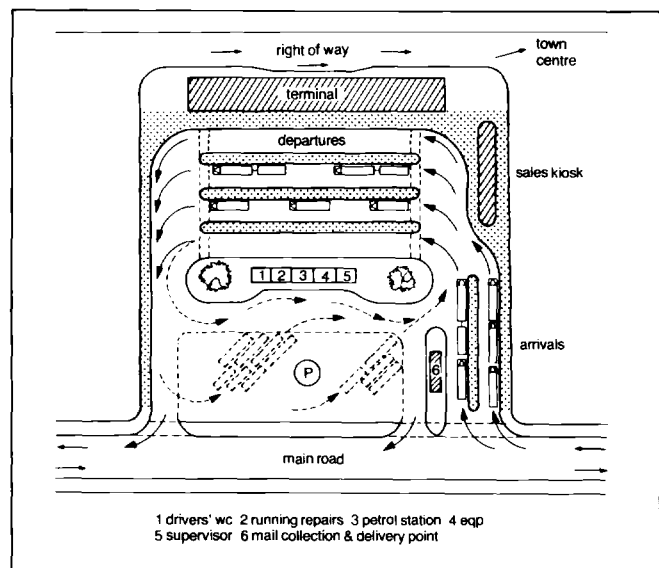 right of way
town
centre
terminal
departures
sales kiosk
1 2 3 4 5
arrivals
6
P
main road
1 drivers' wc 2 running repairs 3 petrol station 4 eqp
5 supervisor 6 mail collection & delivery point